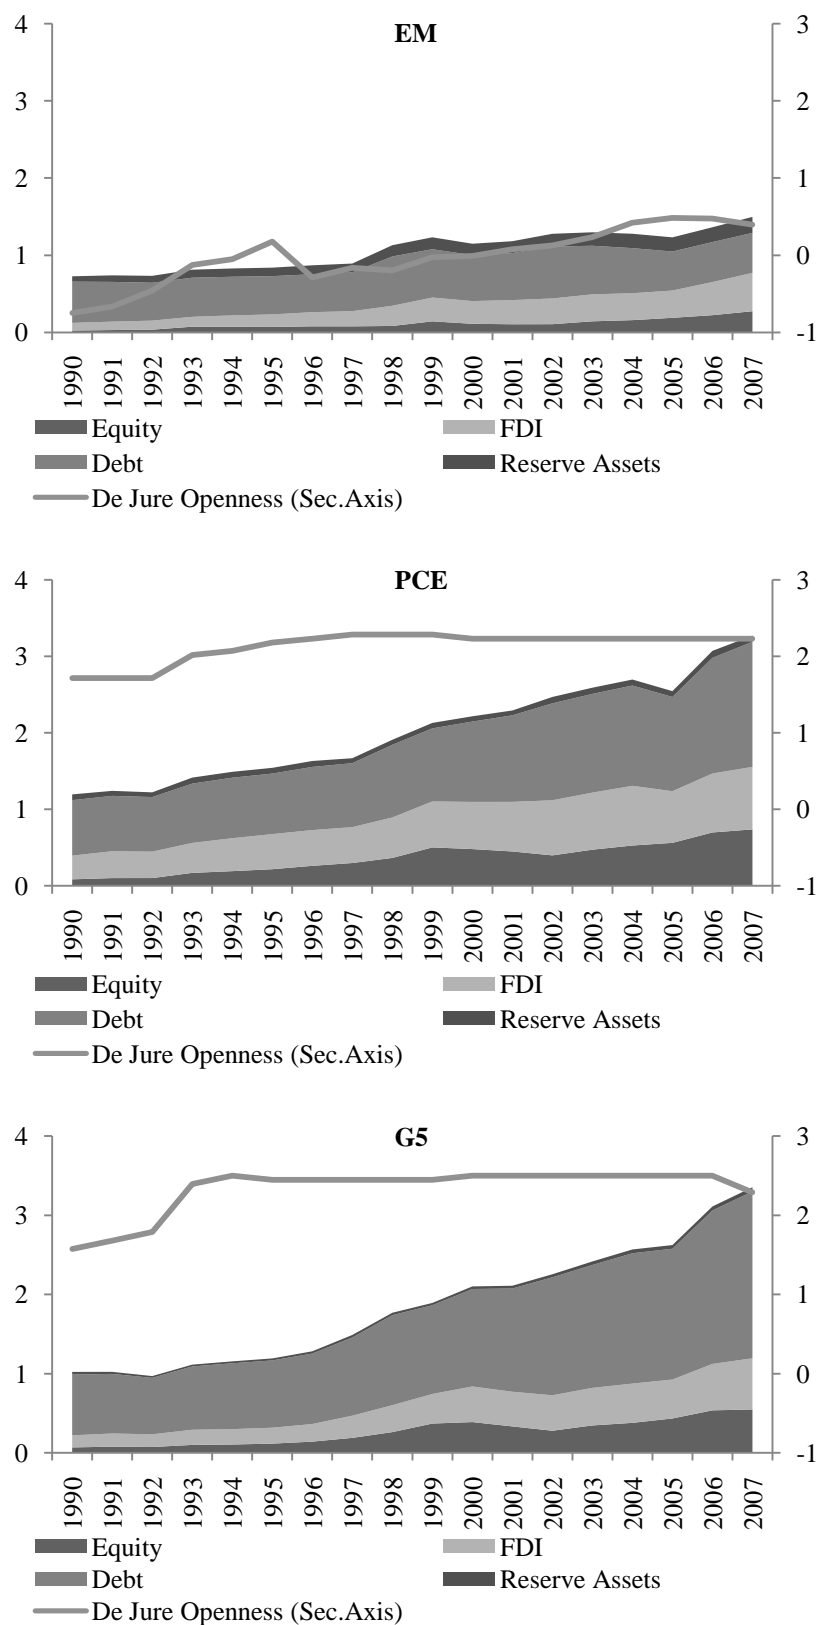 EM
4 3
3 2
2 1
1 0
0 -1
1990 1991 1992 1993 1994 1995 1996 1997 1998 1999 2000 2001 2002 2003 2004 2005 2006 2007
Equity FDI
Debt Reserve Assets
De Jure Openness (Sec.Axis)
PCE
4 3
3 2
2 1
1 0
0 -1
1990 1991 1992 1993 1994 1995 1996 1997 1998 1999 2000 2001 2002 2003 2004 2005 2006 2007
Equity FDI
Debt Reserve Assets
De Jure Openness (Sec.Axis)
G5
4 3
3 2
2 1
1 0
0 -1
1990 1991 1992 1993 1994 1995 1996 1997 1998 1999 2000 2001 2002 2003 2004 2005 2006 2007
Equity FDI
Debt Reserve Assets
De Jure Openness (Sec.Axis)